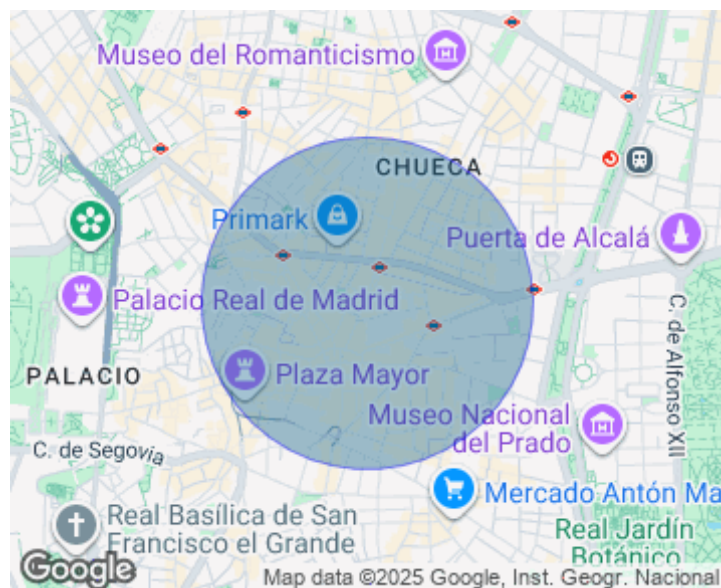 Museo del Romanticismo
CHUECA
Primark
Puerta de Alcalá
Palacio Real de Madrid
C. de Alfonso XII
PALACIO
Plaza Mayor
Museo Nacional
del Prado
C. de Segovia
Mercado Antón Ma
Real Basílica de San
Francisco el Grande
Real Jardín
Botánico
Google
Map data ©2025 Google, Inst. Geogr. Nacional